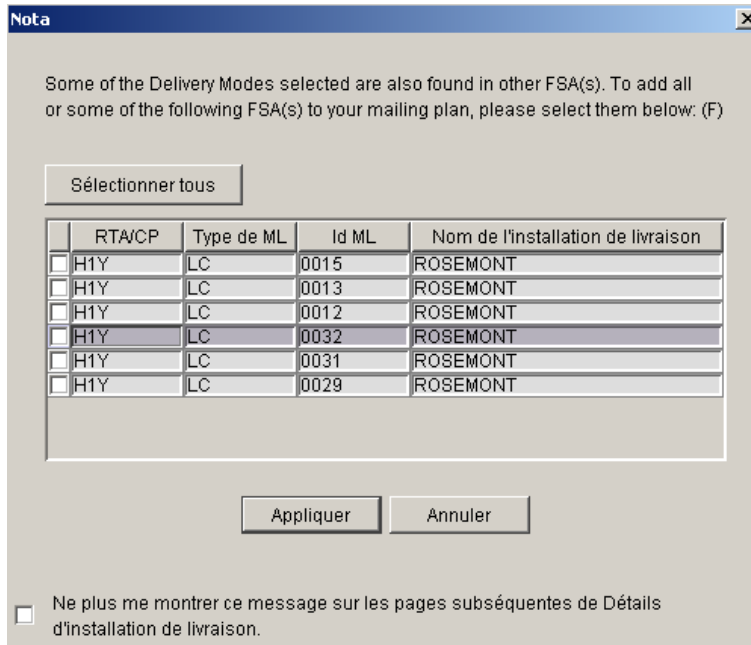 Nota
Some of the Delivery Modes selected are also found in other FSA(s). To add all
or some of the following FSA(s) to your mailing plan, please select them below: (F)
Sélectionner tous
RTA/CP Type de ML Id ML Nom de l'installation de livraison
H1Y LC 0015 ROSEMONT
H1Y LC 0013 ROSEMONT
H1Y LC 0012 ROSEMONT
H1Y LC 0032 ROSEMONT
H1Y LC 0031 ROSEMONT
H1Y LC 0029 ROSEMONT
Appliquer Annuler
Ne plus me montrer ce message sur les pages subséquentes de Détails
d'installation de livraison.